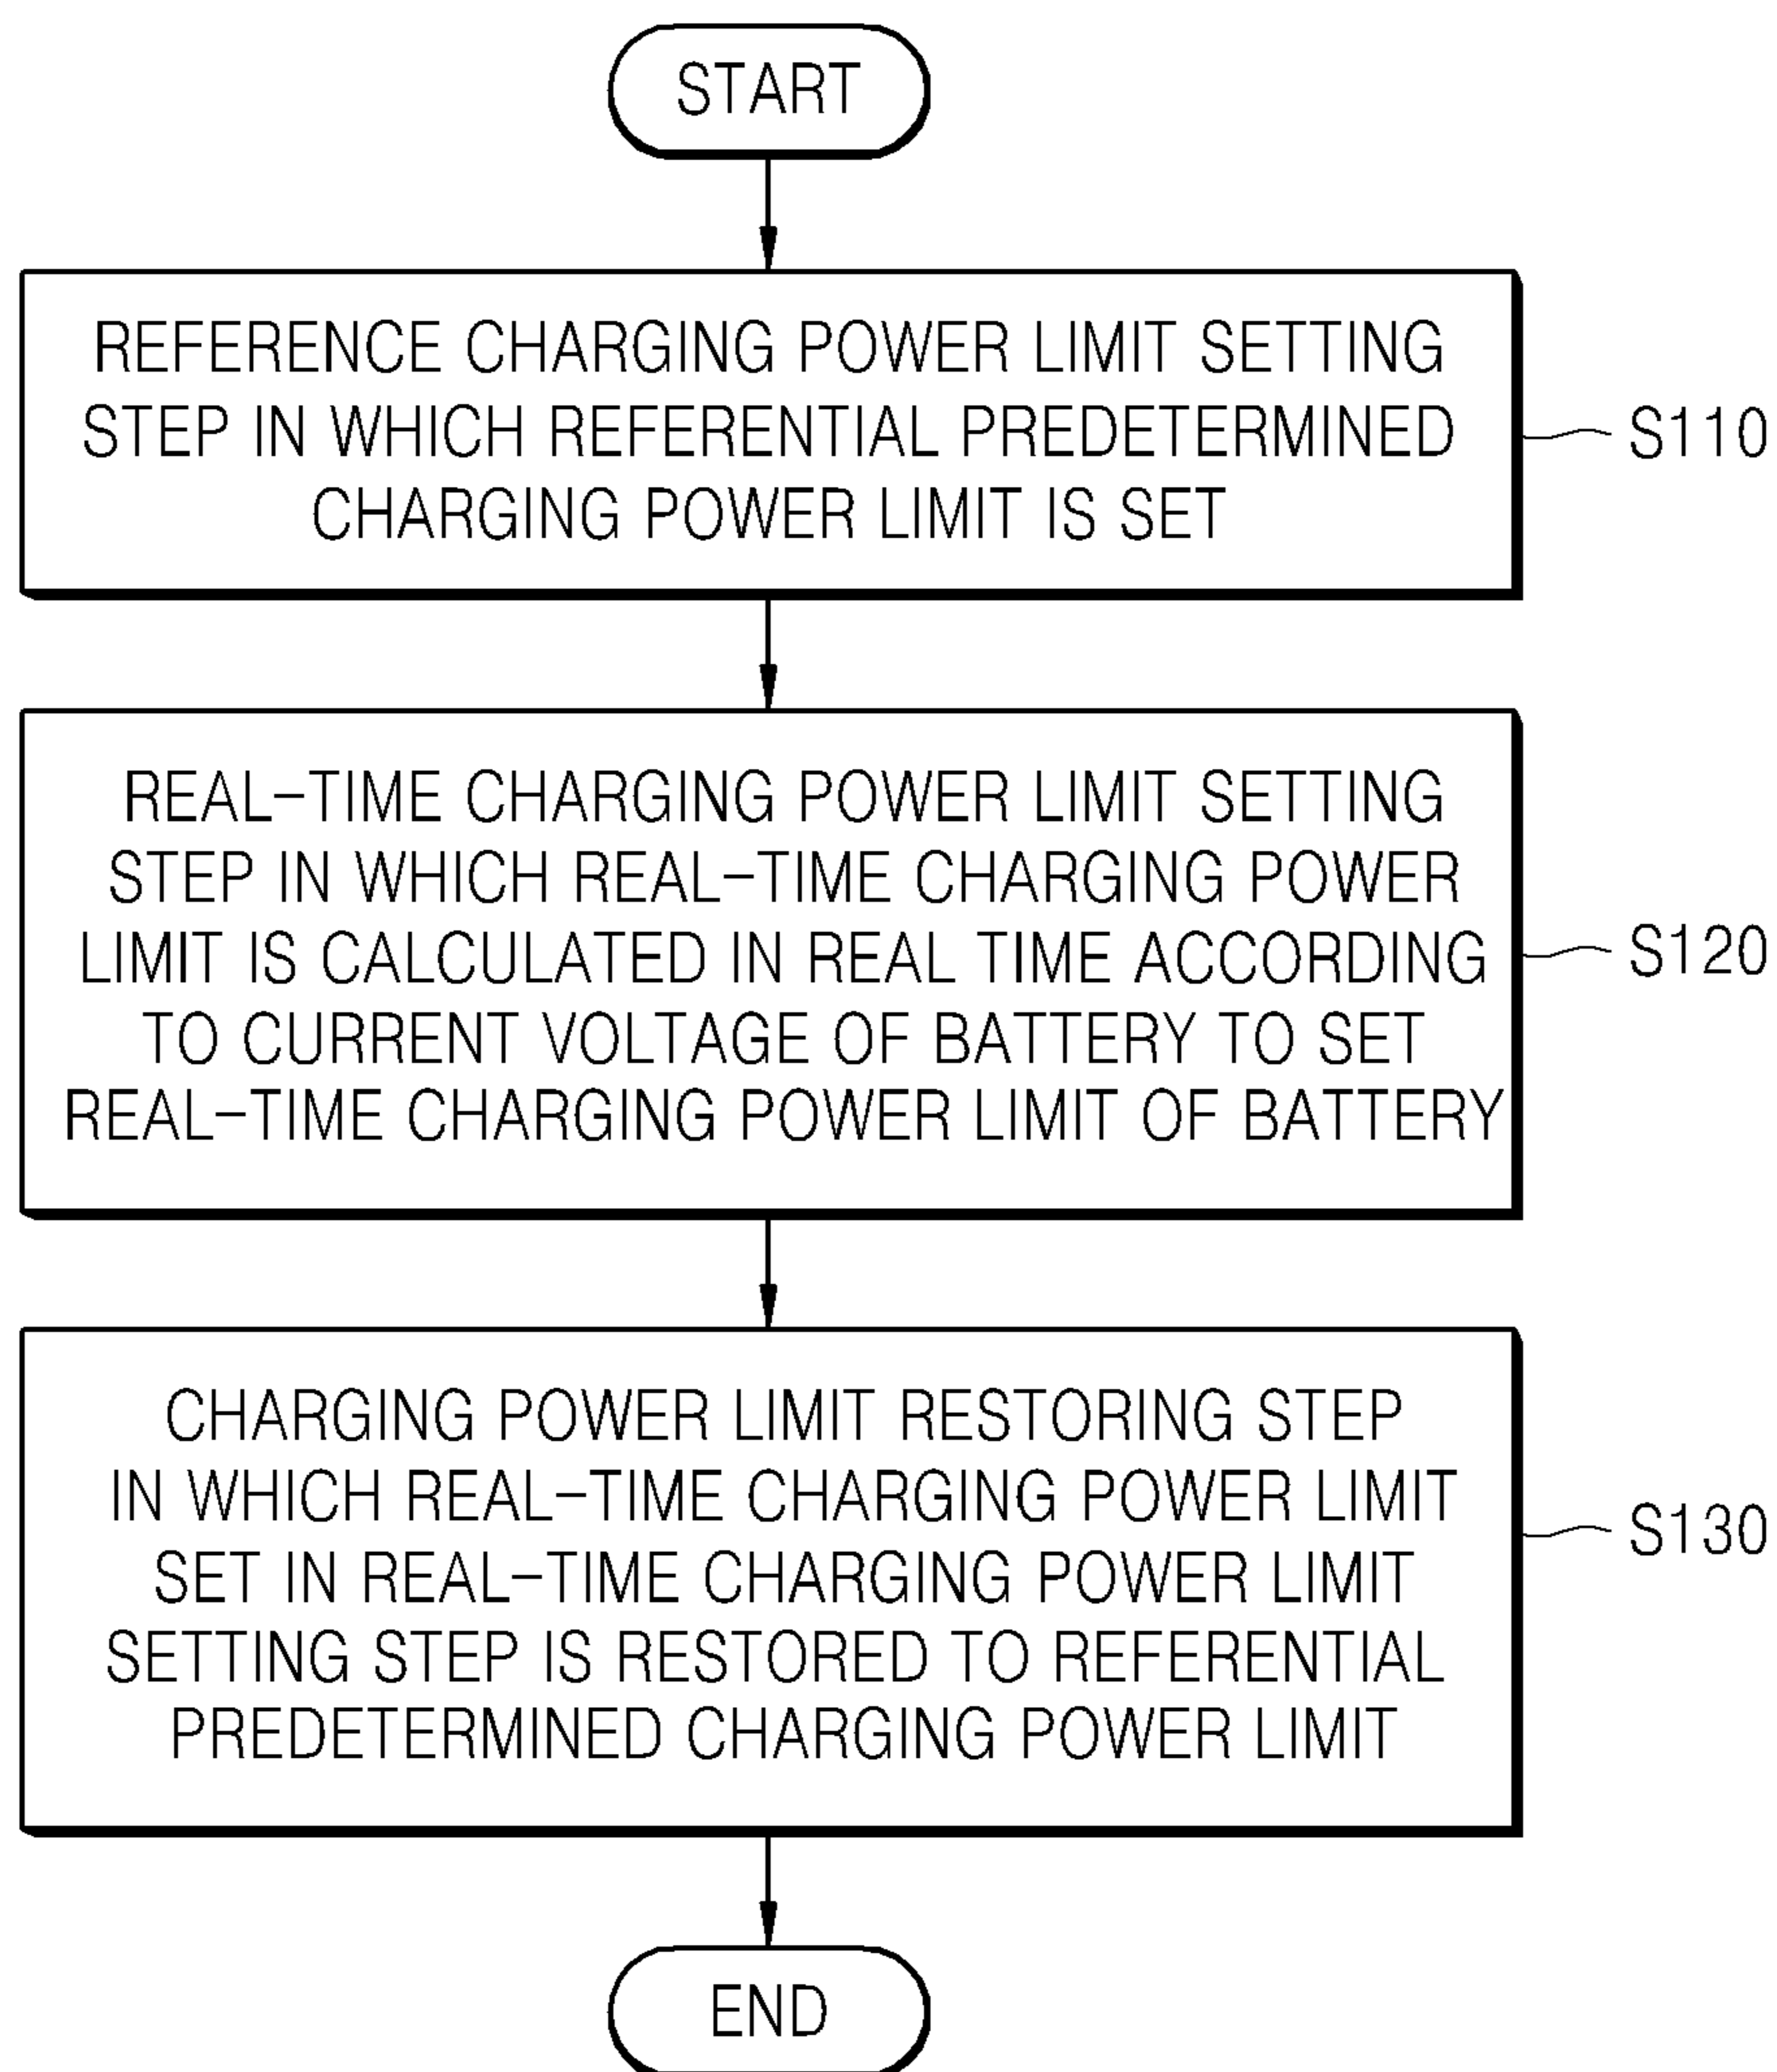 START
REFERENCE CHARGING POWER LIMIT SETTING
STEP IN WHICH REFERENTIAL PREDETERMINED
CHARGING POWER LIMIT IS SET
S110
REAL-TIME CHARGING POWER LIMIT SETTING
STEP IN WHICH REAL-TIME CHARGING POWER
LIMIT IS CALCULATED IN REAL TIME ACCORDING
TO CURRENT VOLTAGE OF BATTERY TO SET
REAL-TIME CHARGING POWER LIMIT OF BATTERY
S120
CHARGING POWER LIMIT RESTORING STEP
IN WHICH REAL-TIME CHARGING POWER LIMIT
SET IN REAL-TIME CHARGING POWER LIMIT
SETTING STEP IS RESTORED TO REFERENTIAL
PREDETERMINED CHARGING POWER LIMIT
S130
END